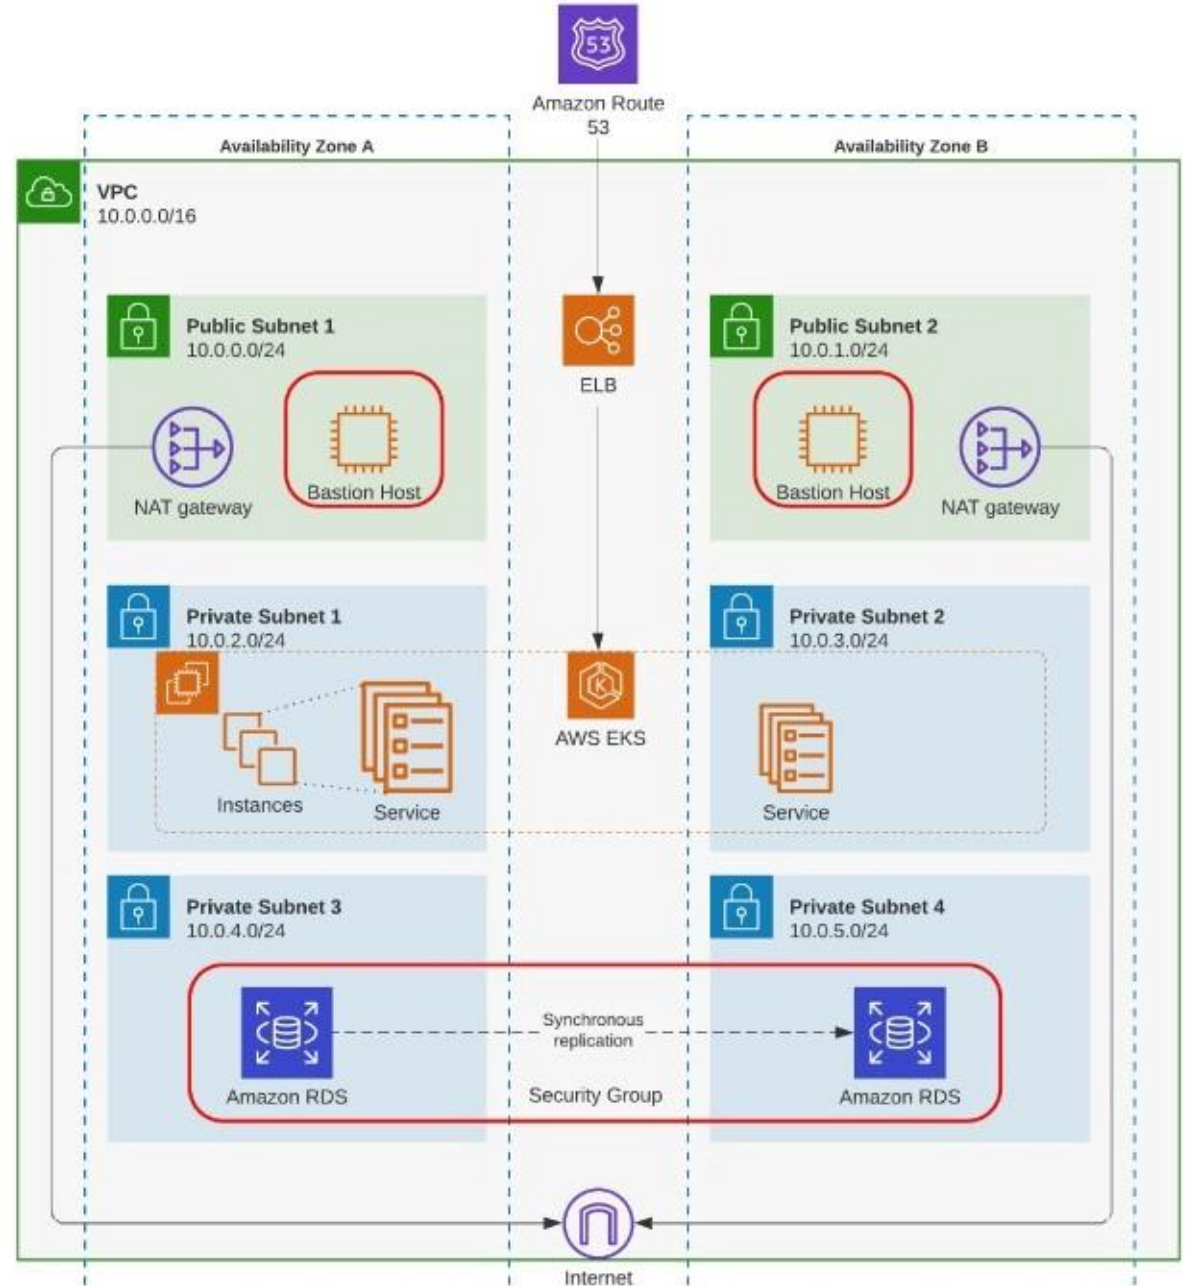 53
Amazon Route
53
Availability Zone A
Availability Zone B
VPC
10.0.0.0/16
Public Subnet 1
10.0.0.0/24
Public Subnet 2
10.0.1.0/24
ELB
Bastion Host
NAT gateway
Bastion Host
NAT gateway
Private Subnet 1
10.0.2.0/24
Private Subnet 2
10.0.3.0/24
K
AWS EKS
Instances
Service
Service
Private Subnet 3
10.0.4.0/24
Private Subnet 4
10.0.5.0/24
Synchronous
replication
Amazon RDS
Security Group
Amazon RDS
Internet